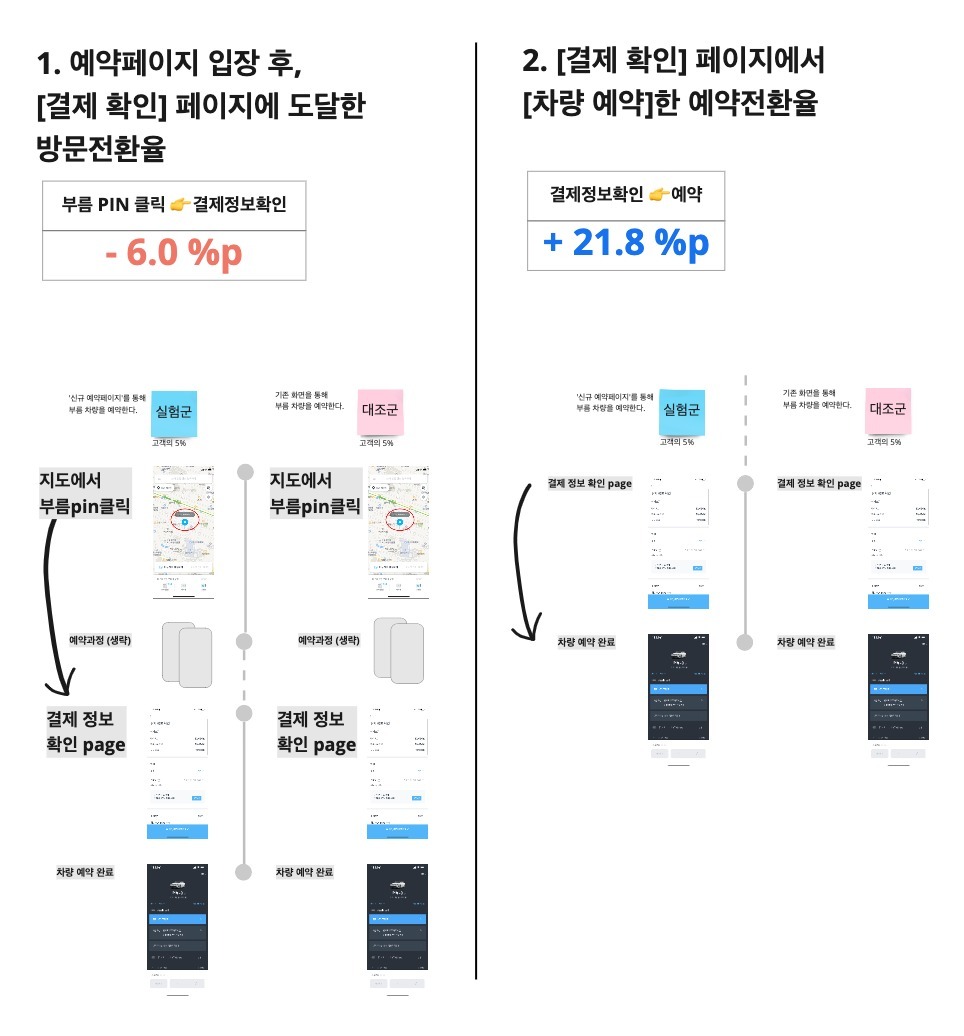 1. 예약페이지 입장 후,
[결제 확인] 페이지에 도달한
방문전환율
부름 PIN 클릭 👉결제정보확인
- 6.0 %p
'신규 예약페이지'를 통해
부름 차량을 예약한다.
실험군
고객의 5%
기존 화면을 통해
부름 차량을 예약한다.
대조군
고객의 5%
지도에서
부름pin클릭
지도에서
부름pin클릭
예약과정 (생략)
예약과정 (생략)
결제 정보
확인 page
결제 정보
확인 page
차량 예약 완료
차량 예약 완료
2. [결제 확인] 페이지에서
[차량 예약]한 예약전환율
결제정보확인 👉예약
+ 21.8 %p
'신규 예약페이지'를 통해
부름 차량을 예약한다.
실험군
고객의 5%
기존 화면을 통해
부름 차량을 예약한다.
대조군
고객의 5%
결제 정보 확인 page
결제 정보 확인 page
차량 예약 완료
차량 예약 완료